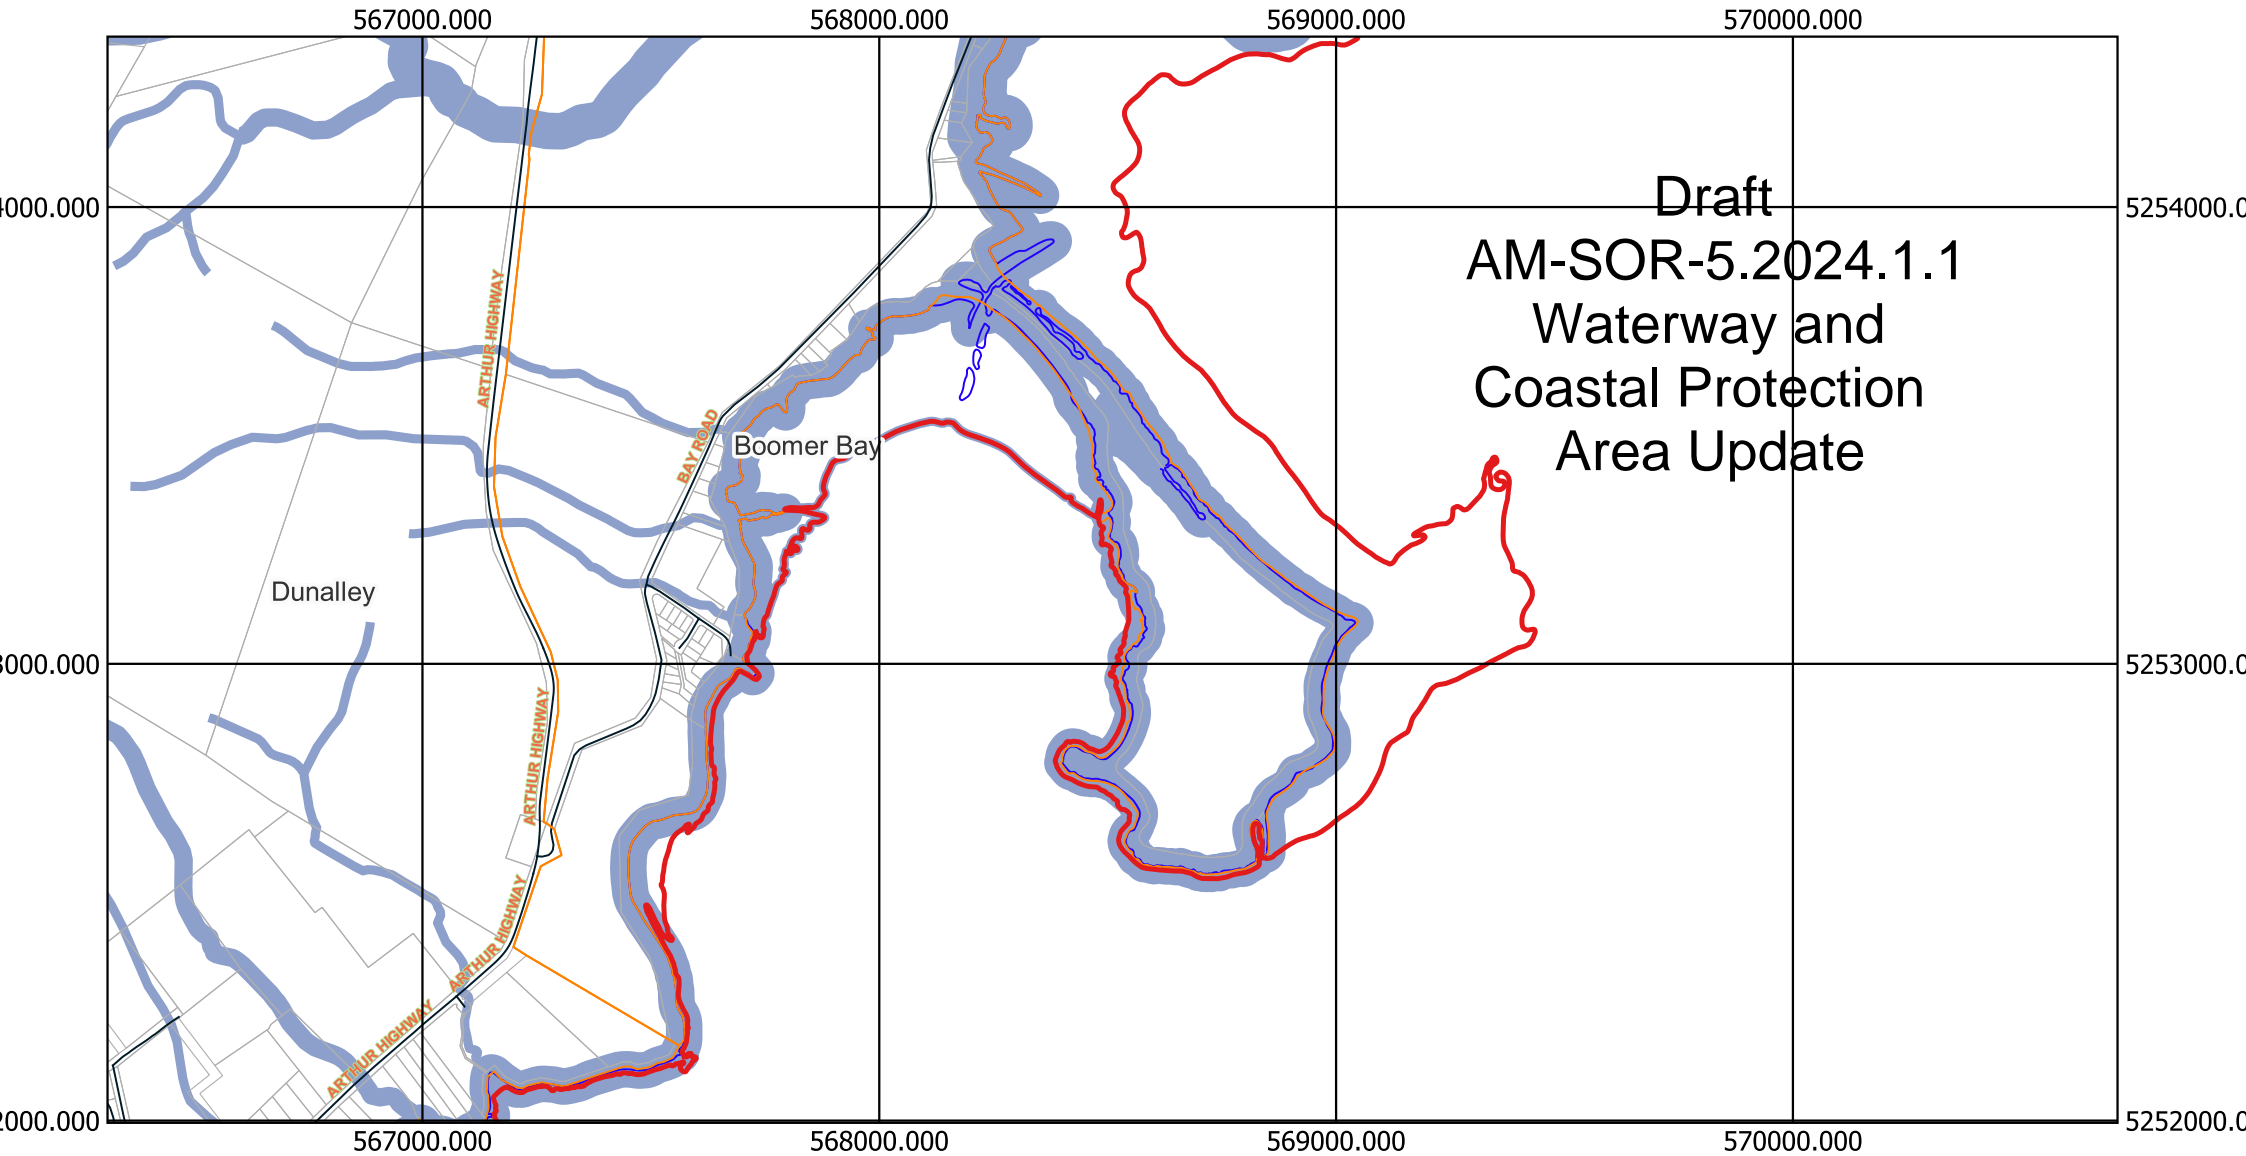 567000.000 568000.000 569000.000 570000.000
4000.000
5254000.0
Draft
AM-SOR-5.2024.1.1
Waterway and
Coastal Protection
Area Update
ARTHUR HIGHWAY
BAY ROAD
Boomer Bay
Dunalley
3000.000
5253000.0
ARTHUR HIGHWAY
ARTHUR HIGHWAY
ARTHUR HIGHWAY
2000.000
5252000.0
567000.000 568000.000 569000.000 570000.000